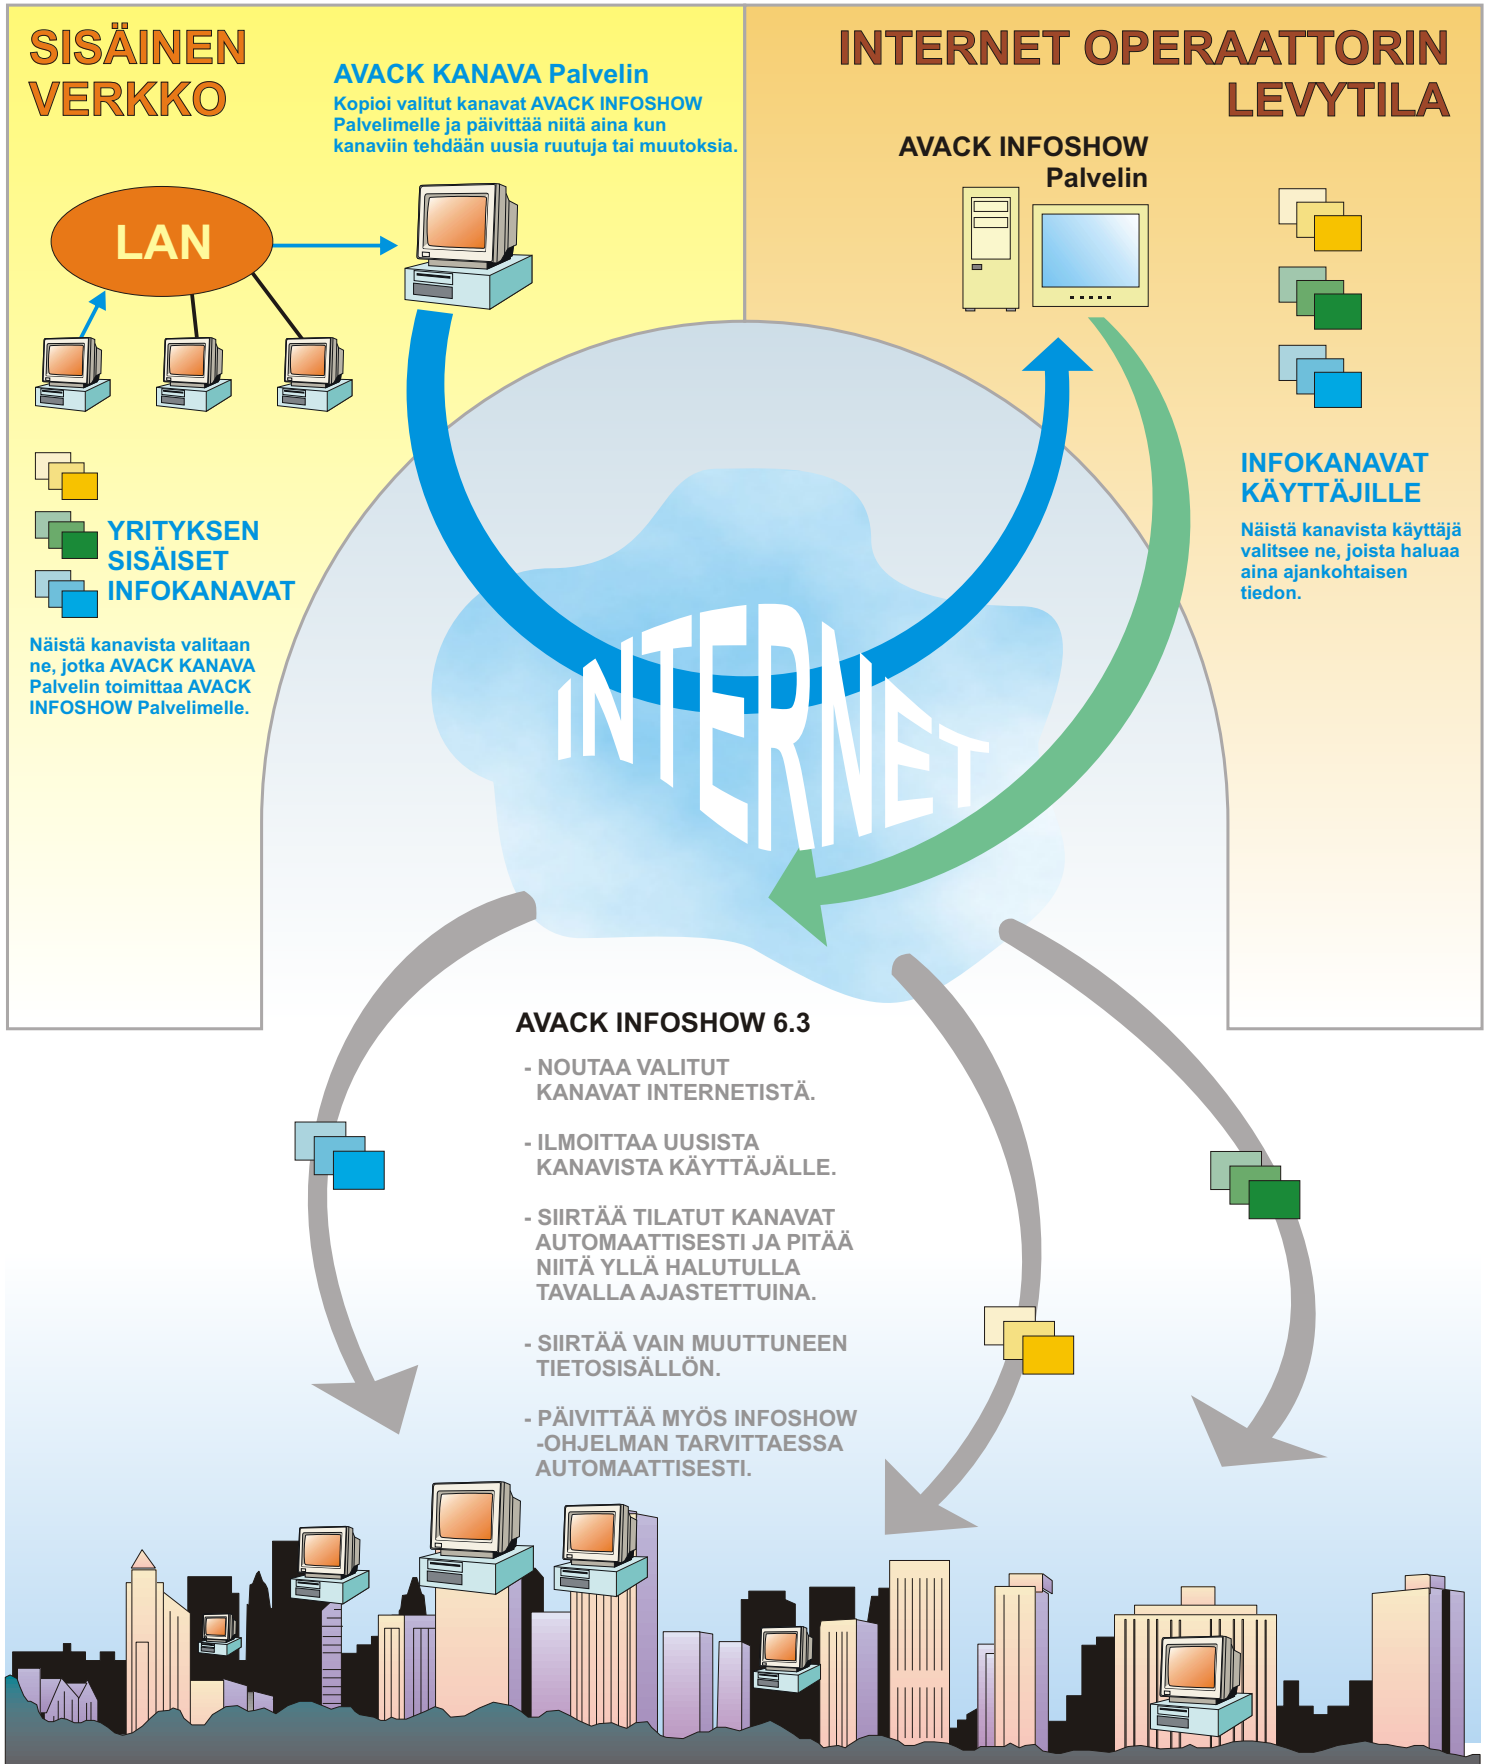 SISÄINEN
VERKKO
AVACK KANAVA Palvelin
Kopioi valitut kanavat AVACK INFOSHOW
Palvelimelle ja päivittää niitä aina kun
kanaviin tehdään uusia ruutuja tai muutoksia.
LAN
YRITYKSEN
SISÄISET
INFOKANAVAT
Näistä kanavista valitaan
ne, jotka AVACK KANAVA
Palvelin toimittaa AVACK
INFOSHOW Palvelimelle.
INTERNET OPERAATTORIN
LEVYTILA
AVACK INFOSHOW
Palvelin
INFOKANAVAT
KÄYTTÄJILLE
Näistä kanavista käyttäjä
valitsee ne, joista haluaa
aina ajankohtaisen
tiedon.
INTERNET
AVACK INFOSHOW 6.3
- NOUTAA VALITUT
KANAVAT INTERNETISTÄ.
- ILMOITTAA UUSISTA
KANAVISTA KÄYTTÄJÄLLE.
- SIIRTÄÄ TILATUT KANAVAT
AUTOMAATTISESTI JA PITÄÄ
NIITÄ YLLÄ HALUTULLA
TAVALLA AJASTETTUINA.
- SIIRTÄÄ VAIN MUUTTUNEEN
TIETOSISÄLLÖN.
- PÄIVITTÄÄ MYÖS INFOSHOW
-OHJELMAN TARVITTAESSA
AUTOMAATTISESTI.